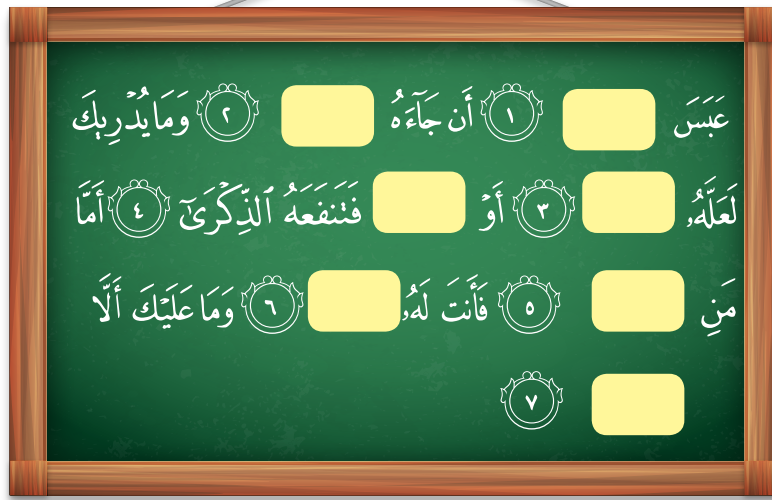 عَبَسَ ١ أَن جَآءَهُ ٢ وَمَا يُدْرِيكَ
لَعَلَّهُۥ ٣ أَوْ فَتَنفَعَهُ ٱلذِّكْرَىٰٓ ٤ أَمَّا
مَنِ ٥ فَأَنتَ لَهُۥ ٦ وَمَا عَلَيْكَ أَلَّا
٧